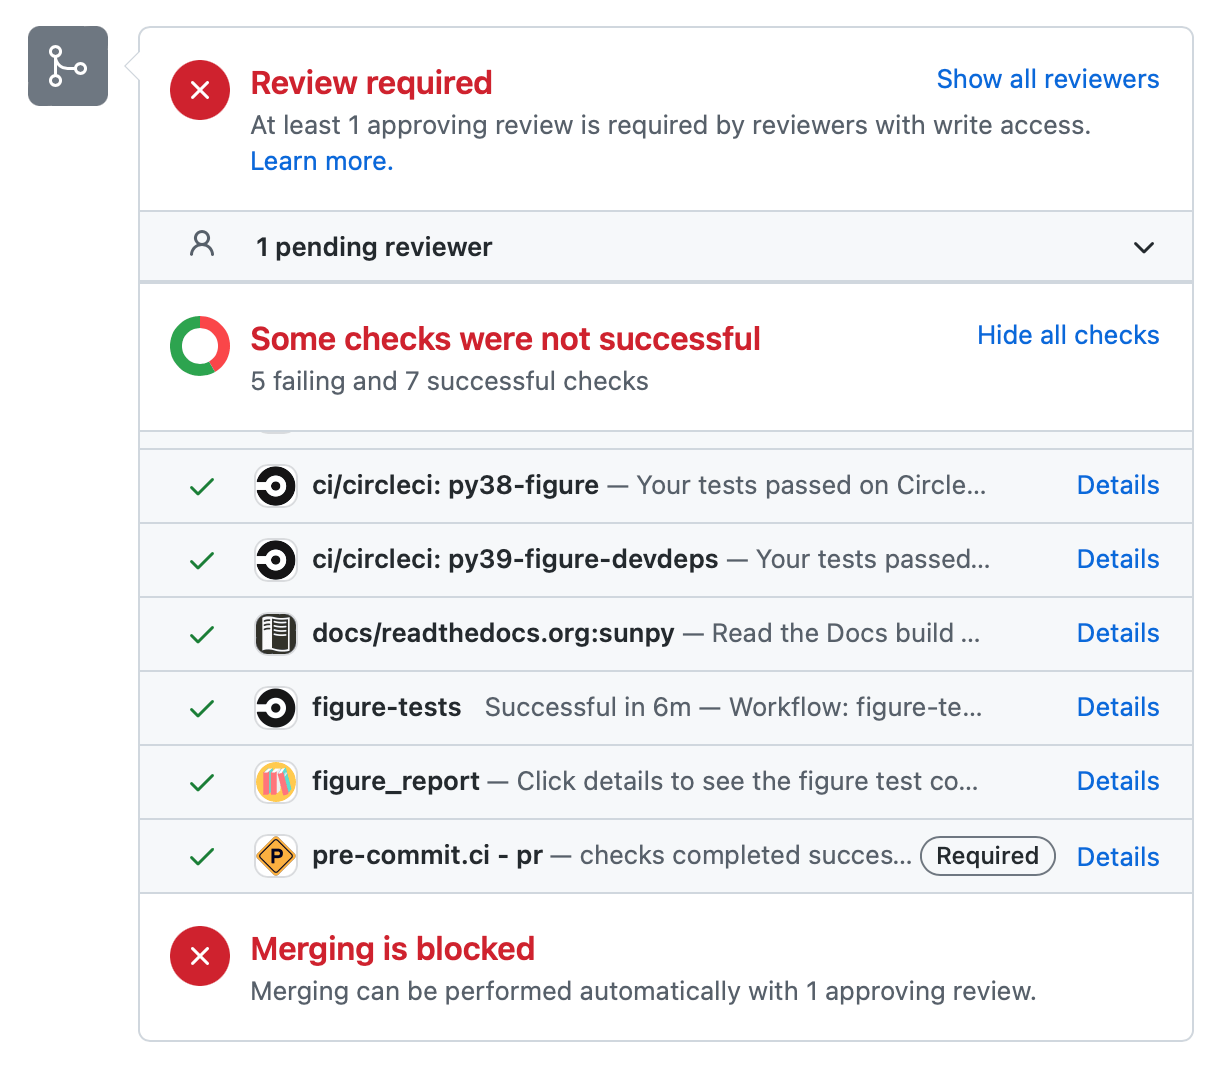 Review required
Show all reviewers
At least 1 approving review is required by reviewers with write access.
Learn more.
1 pending reviewer
Some checks were not successful
Hide all checks
5 failing and 7 successful checks
ci/circleci: py38-figure — Your tests passed on Circle... Details
ci/circleci: py39-figure-devdeps — Your tests passed... Details
docs/readthedocs.org:sunpy — Read the Docs build ... Details
figure-tests Successful in 6m — Workflow: figure-te... Details
figure_report — Click details to see the figure test co... Details
P pre-commit.ci - pr — checks completed succes... Required Details
Merging is blocked
Merging can be performed automatically with 1 approving review.